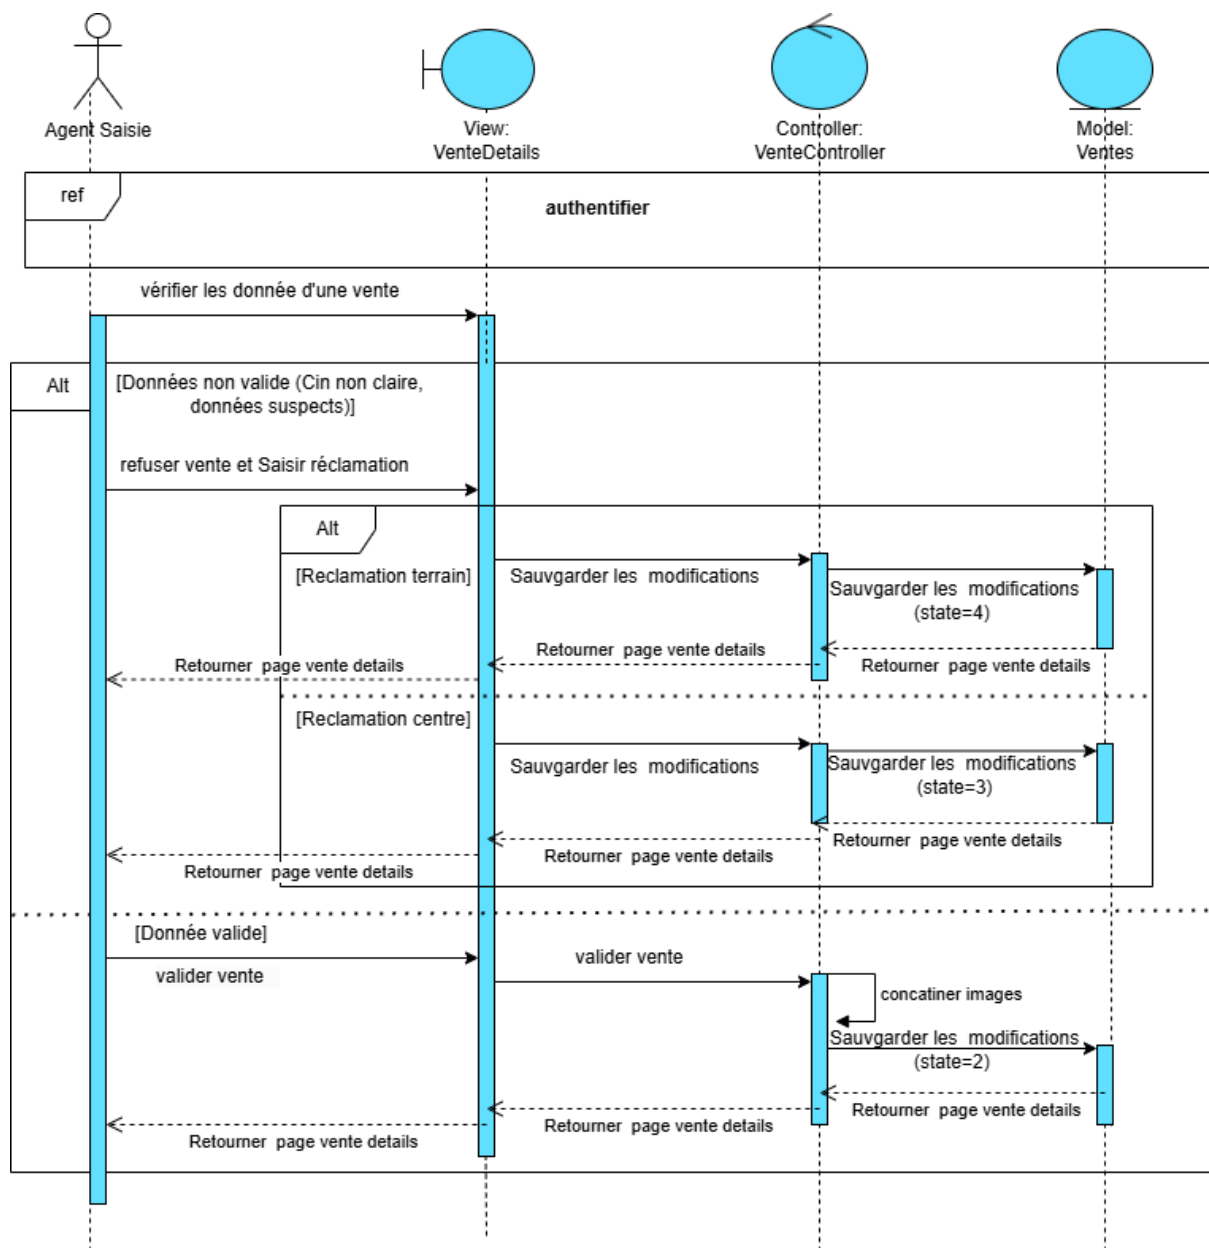 Agent Saisie
View:
VenteDetails
Controller:
VenteController
Model:
Ventes
ref
authentifier
vérifier les donnée d'une vente
Alt
[Données non valide (Cin non claire,
données suspects)]
refuser vente et Saisir réclamation
Alt
[Reclamation terrain]
Sauvgarder les modifications
Sauvgarder les modifications
(state=4)
Retourner page vente details
Retourner page vente details
Retourner page vente details
[Reclamation centre]
Sauvgarder les modifications
Sauvgarder les modifications
(state=3)
Retourner page vente details
Retourner page vente details
Retourner page vente details
[Donnée valide]
valider vente
valider vente
concatiner images
Sauvgarder les modifications
(state=2)
Retourner page vente details
Retourner page vente details
Retourner page vente details